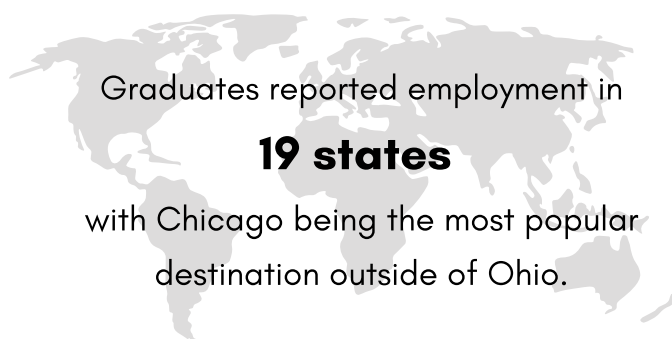 Graduates reported employment in
19 states
with Chicago being the most popular
destination outside of Ohio.